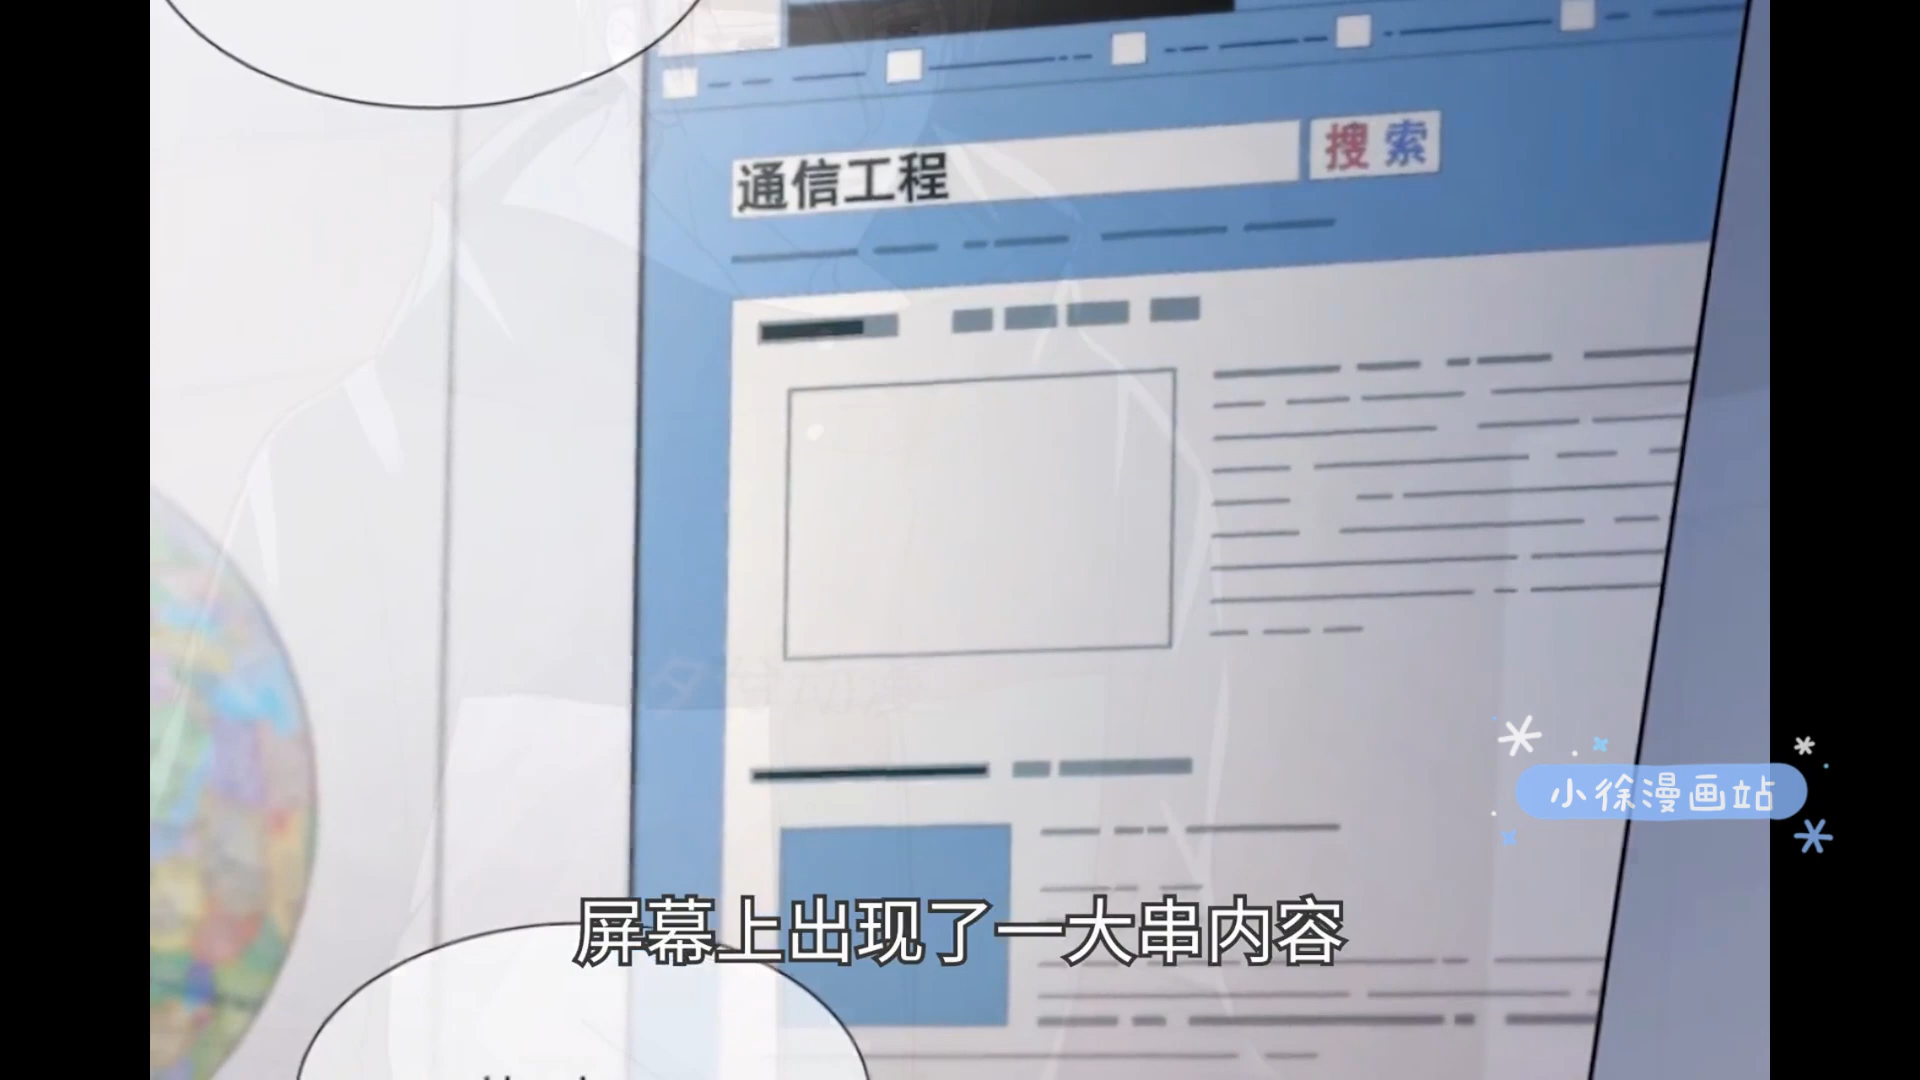 通信工程
搜索
小徐漫画站
屏幕上出现了一大串内容